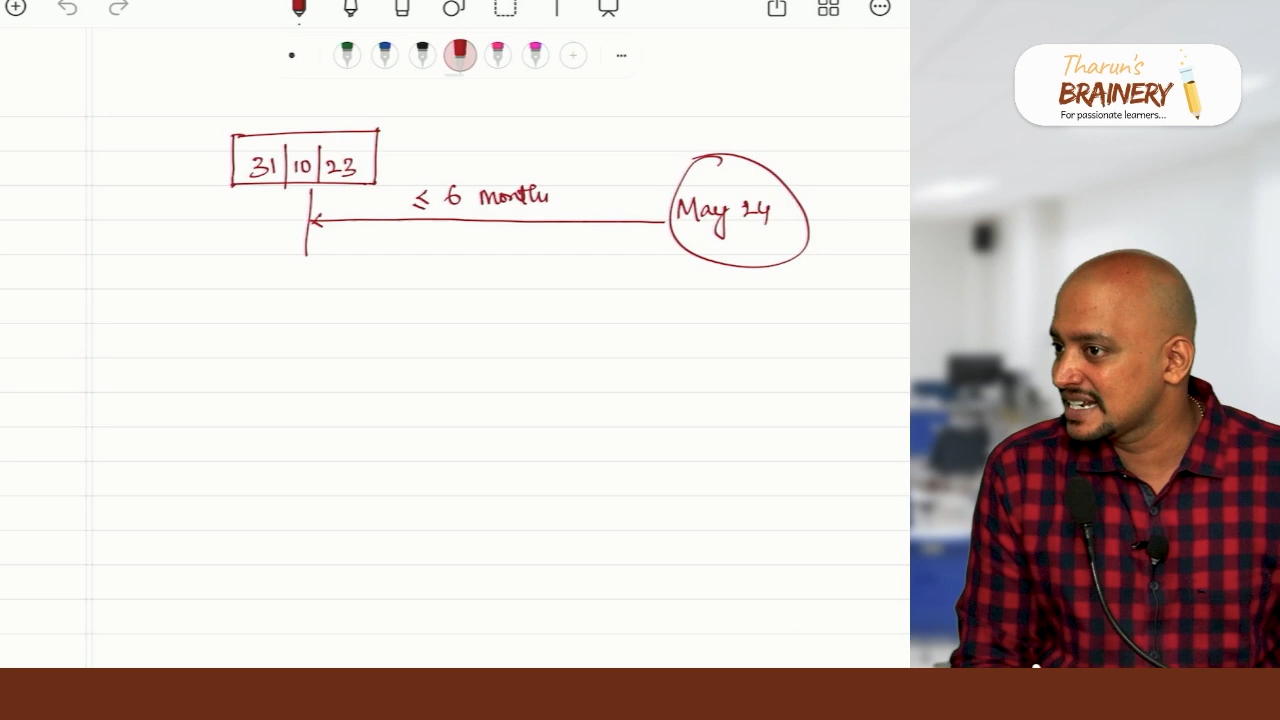 Tharun's
BRAINERY
For passionate learners...
31|10|23
≤ 6 months
May 24